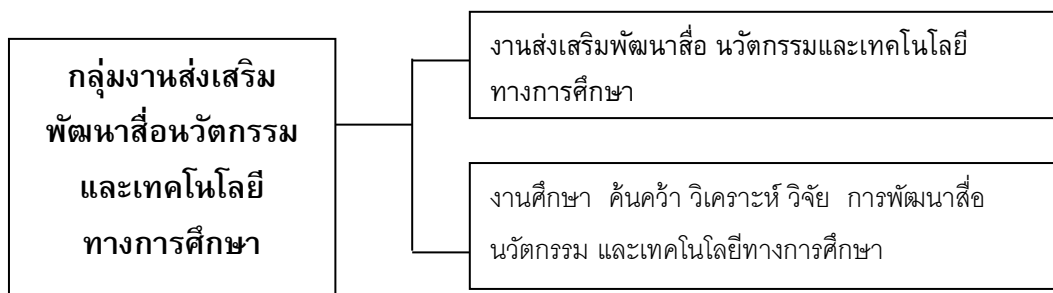 กลุ่มงานส่งเสริม
พัฒนาสื่อนวัตกรรม
และเทคโนโลยี
ทางการศึกษา
งานส่งเสริมพัฒนาสื่อ นวัตกรรมและเทคโนโลยี
ทางการศึกษา
งานศึกษา ค้นคว้า วิเคราะห์ วิจัย การพัฒนาสื่อ
นวัตกรรม และเทคโนโลยีทางการศึกษา